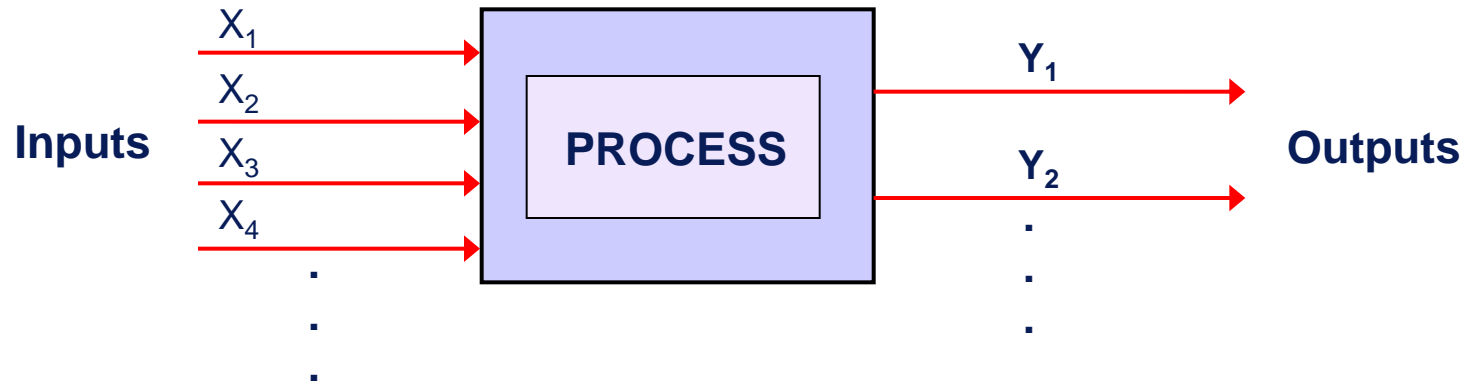 Inputs
X₁
X₂
X₃
X₄
.
.
.
PROCESS
Y₁
Y₂
.
.
.
Outputs